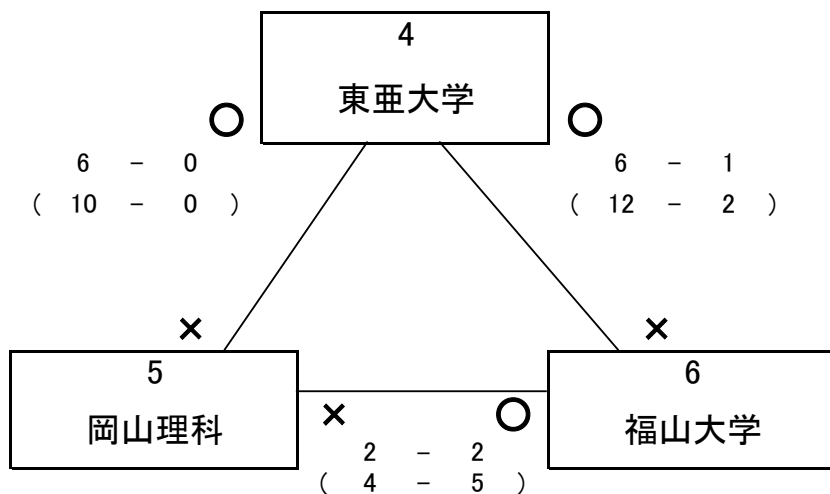 4
東亜大学
○ ○
6 - 0
( 10 - 0 )
6 - 1
( 12 - 2 )
× ×
5
岡山理科
6
福山大学
× ○
2 - 2
( 4 - 5 )